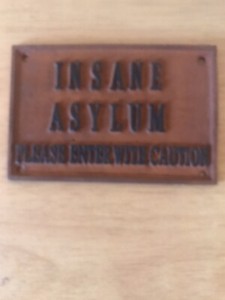 INSANE
ASYLUM
PLEASE ENTER WITH CAUTION